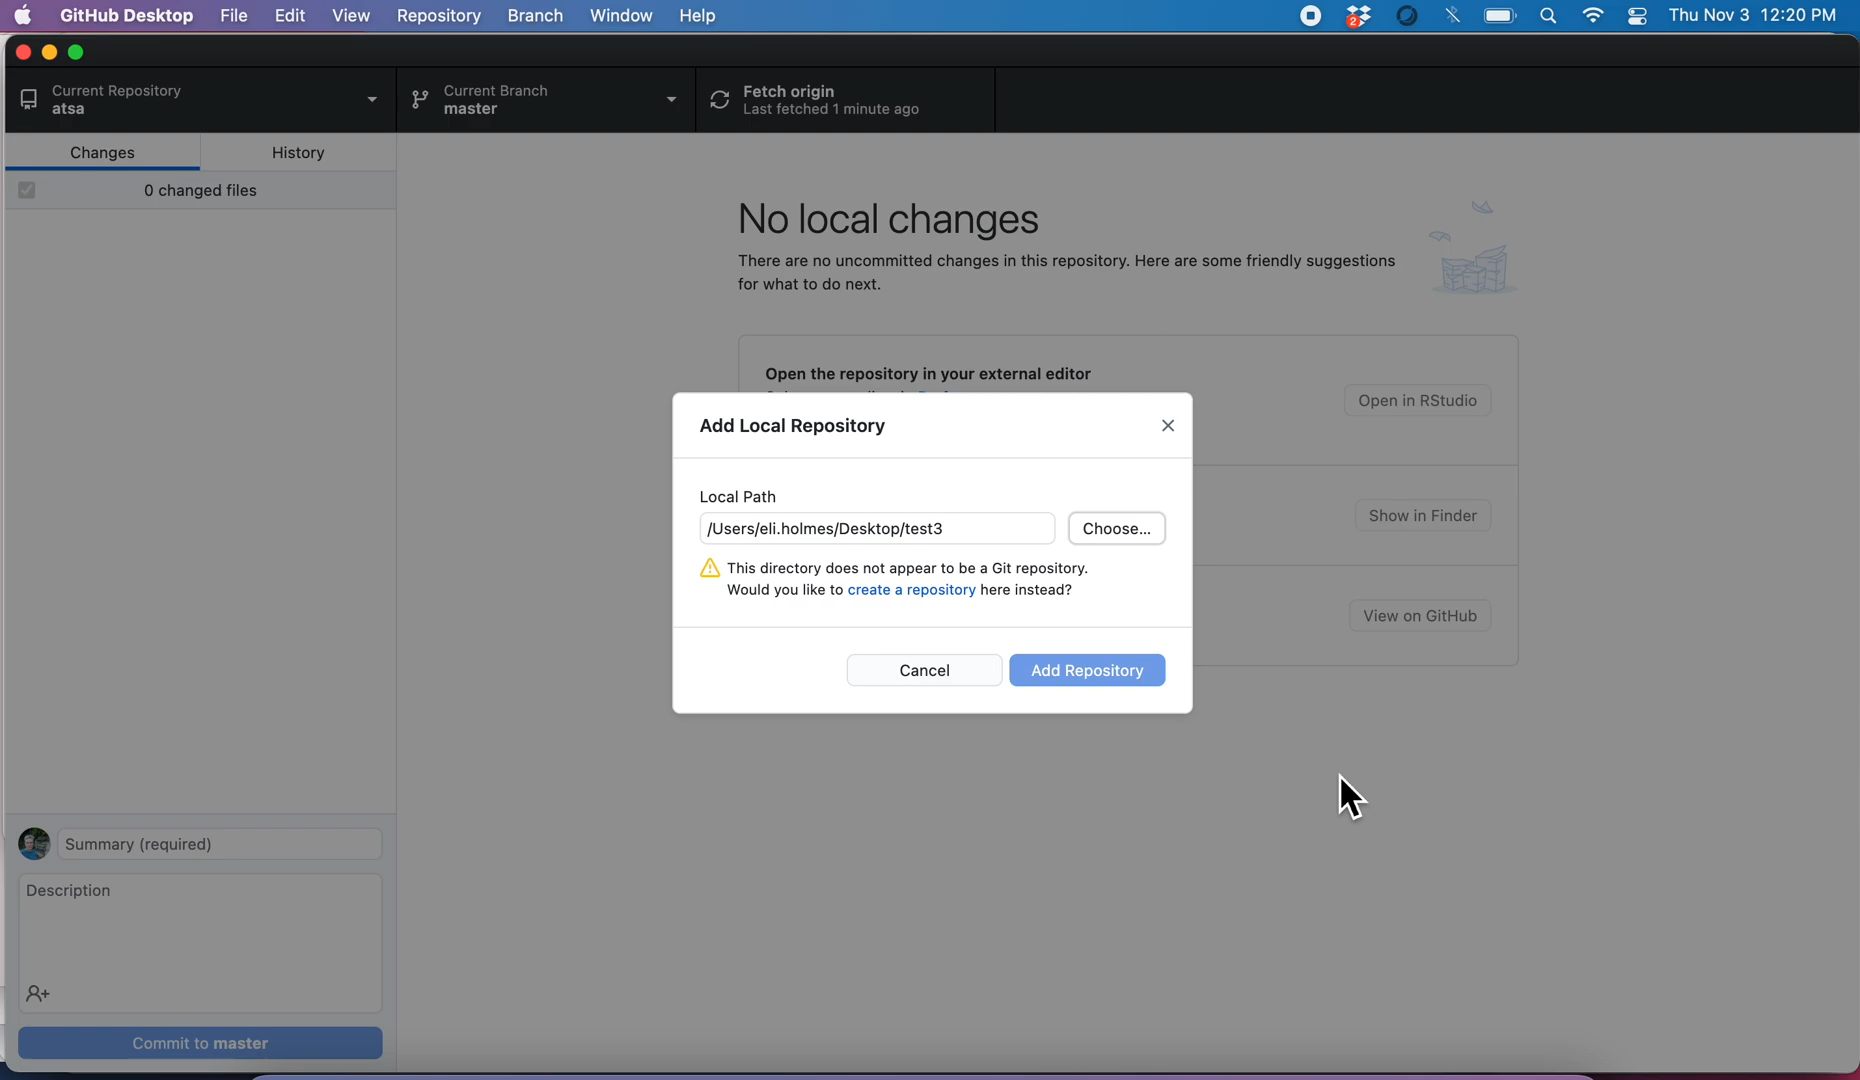 GitHub Desktop File Edit View Repository Branch Window Help 2 Thu Nov 3 12:20 PM
Current Repository
atsa
Current Branch
master
Fetch origin
Last fetched 1 minute ago
Changes History
0 changed files
No local changes
There are no uncommitted changes in this repository. Here are some friendly suggestions
for what to do next.
Open the repository in your external editor
Open in RStudio
Show in Finder
View on GitHub
Add Local Repository
Local Path
/Users/eli.holmes/Desktop/test3 Choose...
This directory does not appear to be a Git repository.
Would you like to create a repository here instead?
Cancel Add Repository
Summary (required)
Description
Commit to master